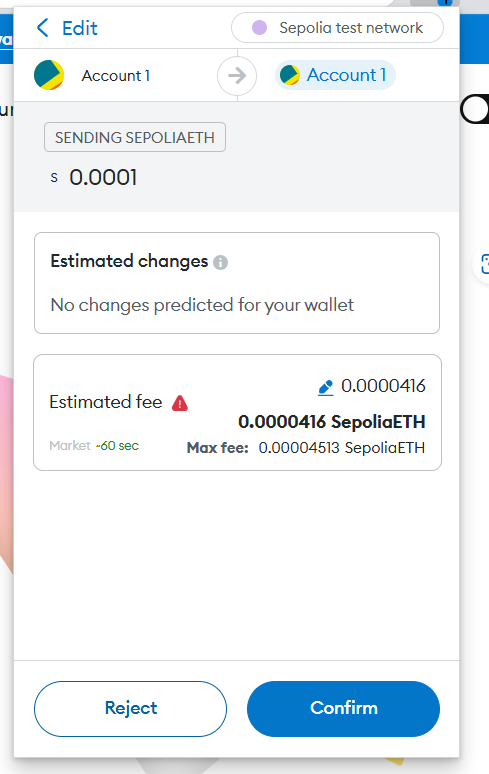 Edit
Sepolia test network
Account 1
Account 1
SENDING SEPOLIAETH
S 0.0001
Estimated changes
No changes predicted for your wallet
Estimated fee
0.0000416
0.0000416 SepoliaETH
Market ~60 sec
Max fee: 0.00004513 SepoliaETH
Reject
Confirm